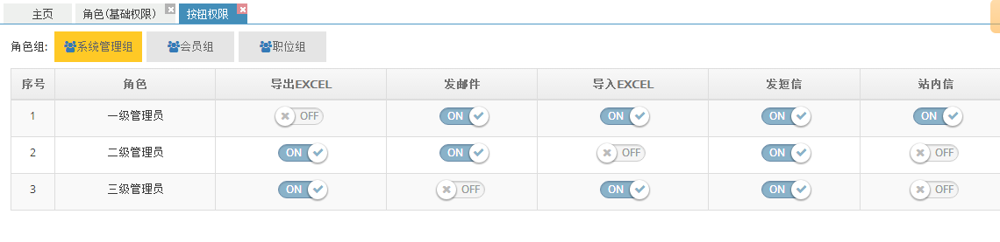 主页 角色(基础权限) 按钮权限
角色组: 系统管理组 会员组 职位组
序号 角色 导出EXCEL 发邮件 导入EXCEL 发短信 站内信
1 一级管理员 OFF ON ON ON ON
2 二级管理员 ON ON OFF ON OFF
3 三级管理员 ON OFF ON ON OFF